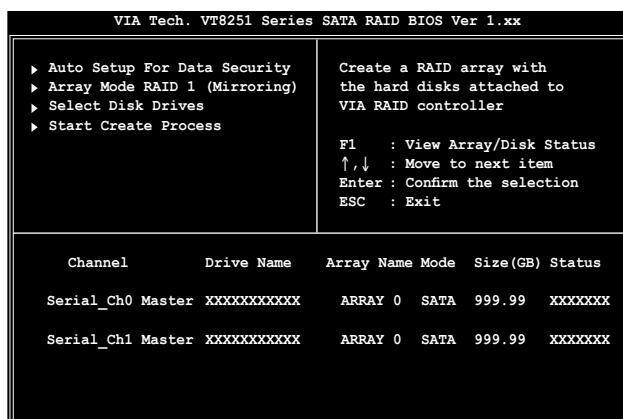 VIA Tech. VT8251 Series SATA RAID BIOS Ver 1.xx
Auto Setup For Data Security
Array Mode RAID 1 (Mirroring)
Select Disk Drives
Start Create Process
Create a RAID array with
the hard disks attached to
VIA RAID controller
F1 : View Array/Disk Status
↑,↓ : Move to next item
Enter : Confirm the selection
ESC : Exit
Channel Drive Name Array Name Mode Size(GB) Status
Serial_Ch0 Master XXXXXXXXXXX ARRAY 0 SATA 999.99 XXXXXXX
Serial_Ch1 Master XXXXXXXXXXX ARRAY 0 SATA 999.99 XXXXXXX